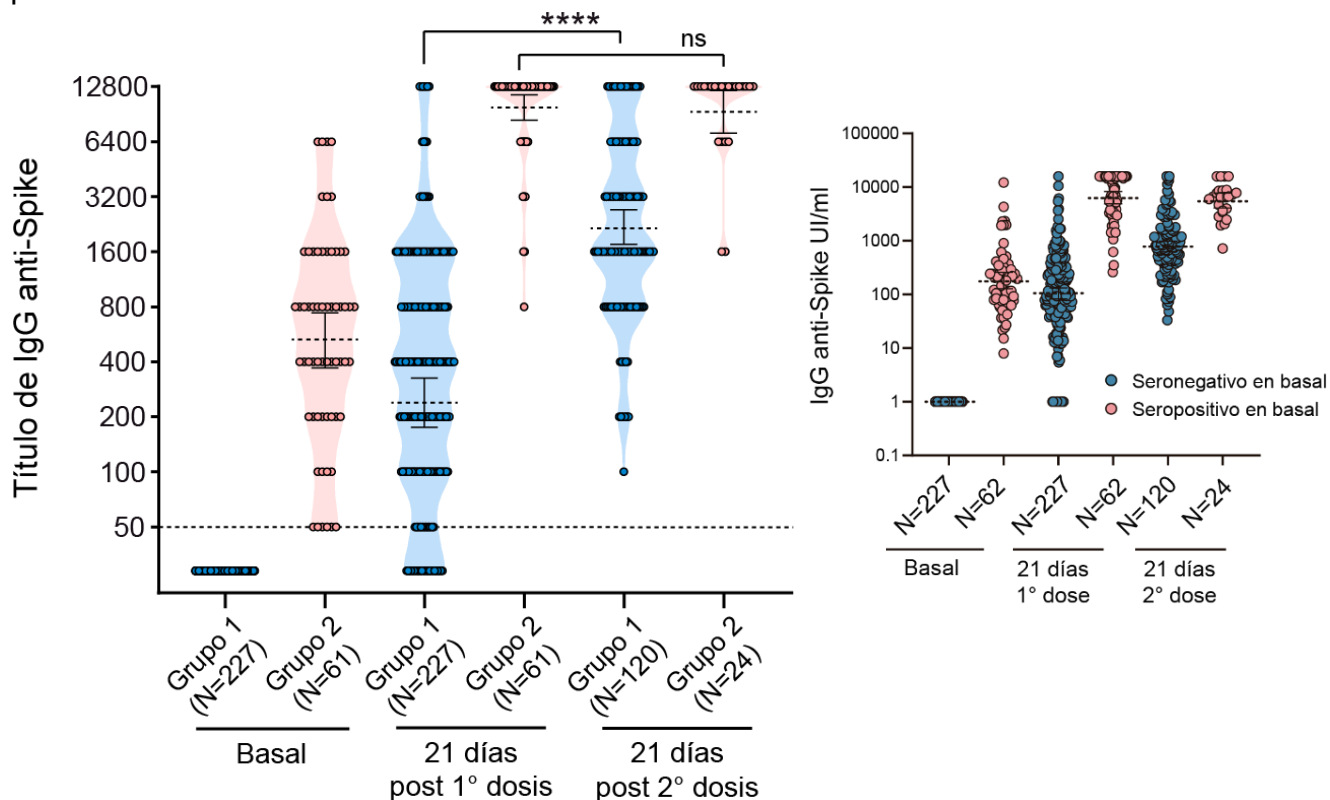 ****
ns
Título de IgG anti-Spike
12800
6400
3200
1600
800
400
200
100
50
Grupo 1
(N=227)
Grupo 2
(N=61)
Grupo 1
(N=227)
Grupo 2
(N=61)
Grupo 1
(N=120)
Grupo 2
(N=24)
Basal
21 días
post 1° dosis
21 días
post 2° dosis
IgG anti-Spike UI/ml
100000
10000
1000
100
10
1
0.1
Seronegativo en basal
Seropositivo en basal
N=227
N=62
N=227
N=62
N=120
N=24
Basal
21 días
1° dose
21 días
2° dose